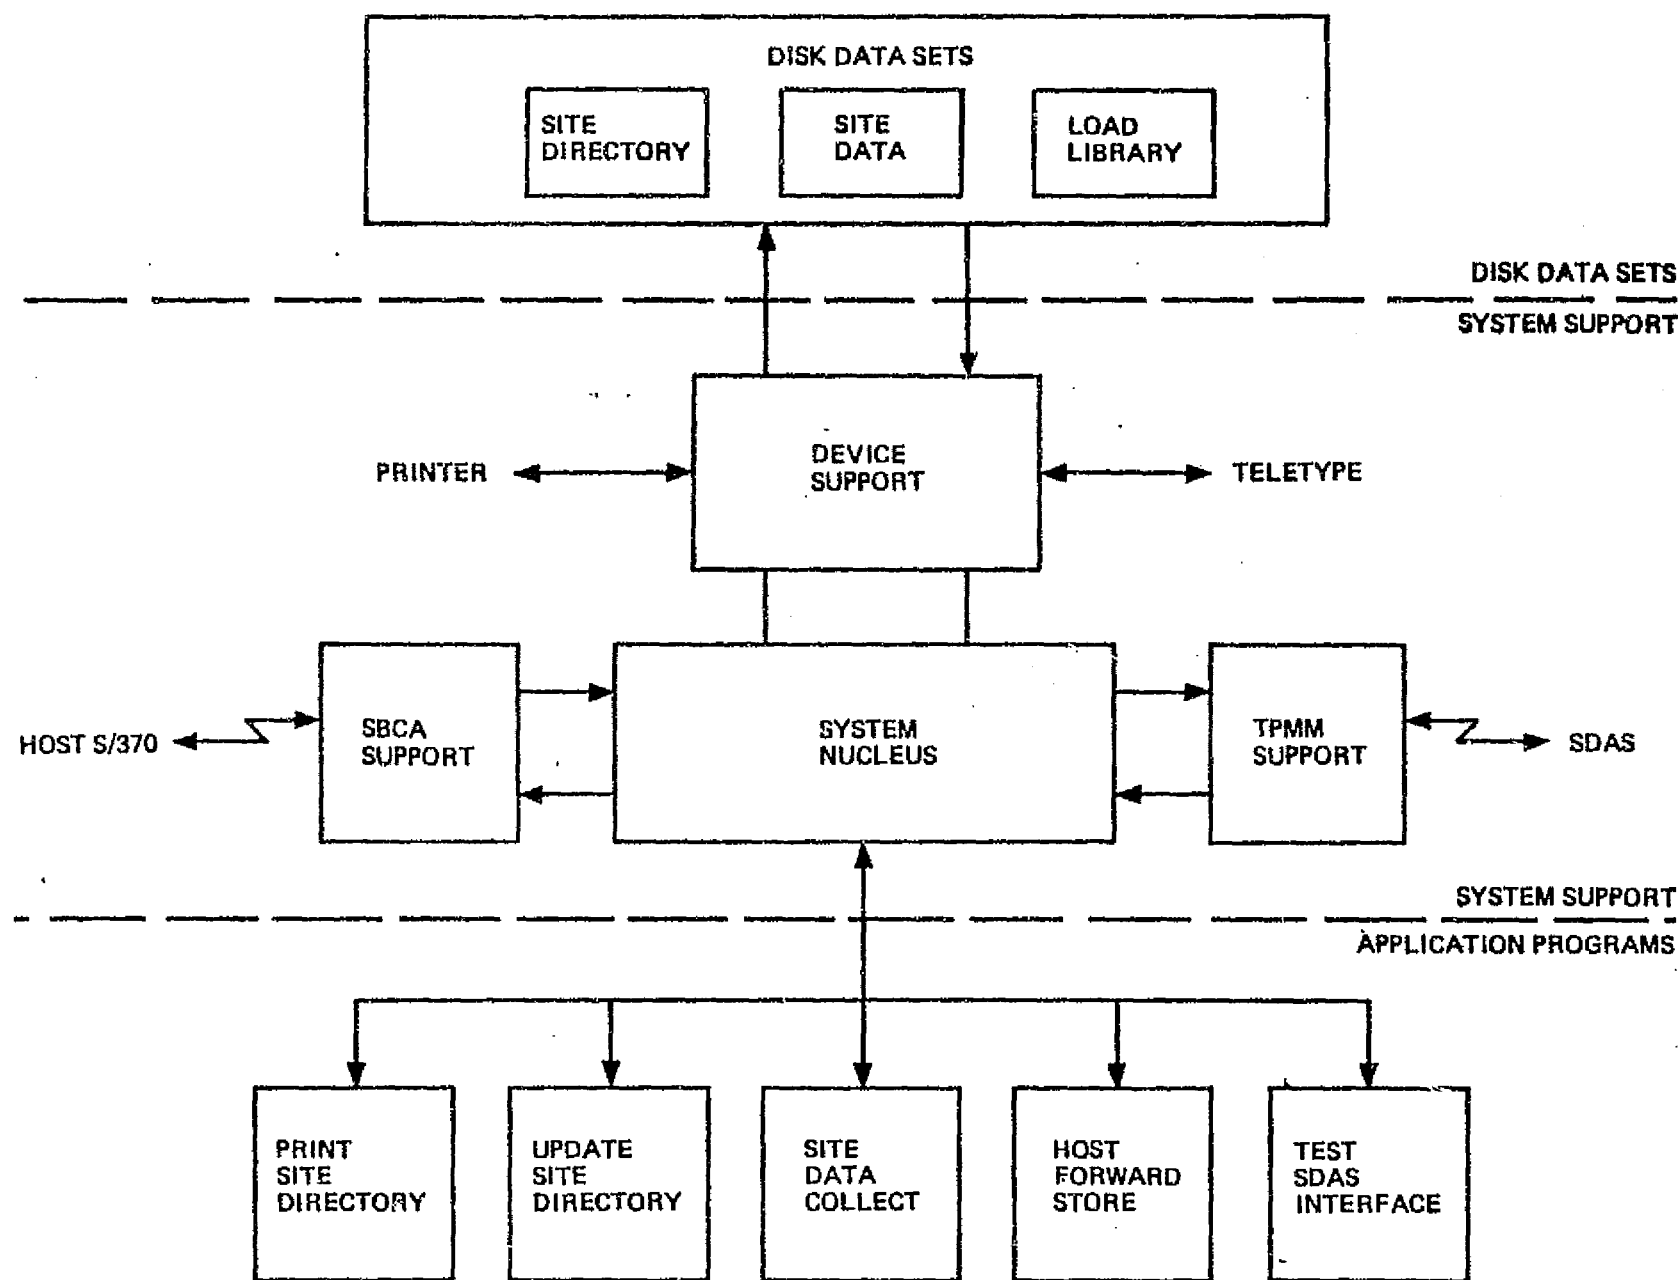 DISK DATA SETS
SITE
DIRECTORY
SITE
DATA
LOAD
LIBRARY
DISK DATA SETS
SYSTEM SUPPORT
PRINTER
DEVICE
SUPPORT
TELETYPE
HOST S/370
SBCA
SUPPORT
SYSTEM
NUCLEUS
TPMM
SUPPORT
SDAS
SYSTEM SUPPORT
APPLICATION PROGRAMS
PRINT
SITE
DIRECTORY
UPDATE
SITE
DIRECTORY
SITE
DATA
COLLECT
HOST
FORWARD
STORE
TEST
SDAS
INTERFACE